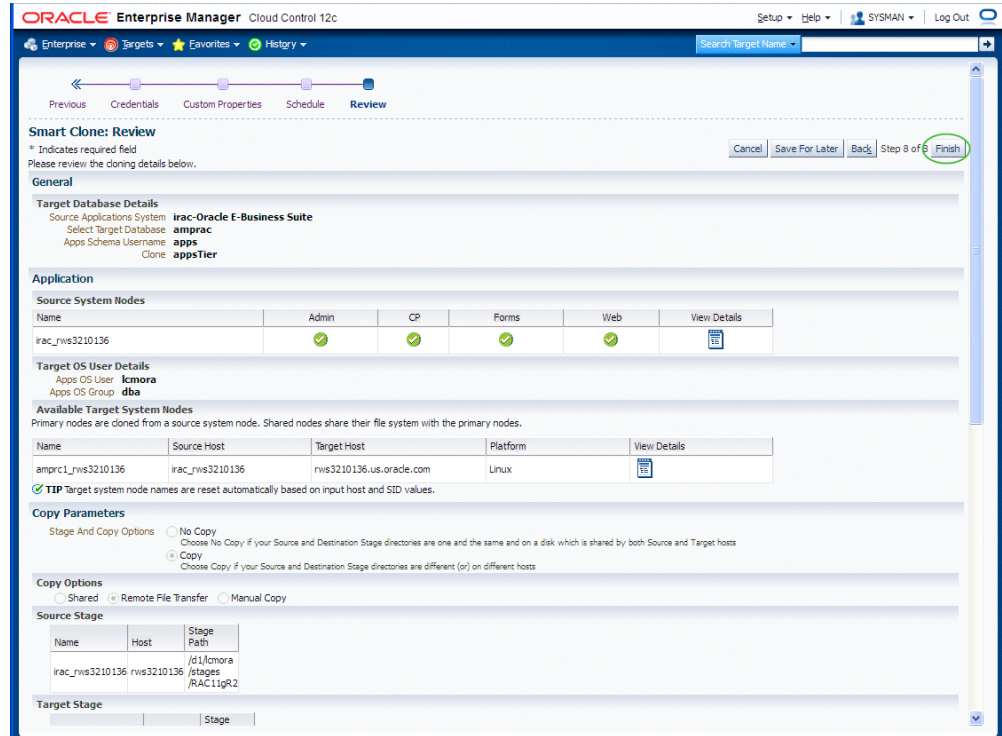 ORACLE Enterprise Manager Cloud Control 12c
Setup Help SYSMAN Log Out
Enterprise Targets Favorites History
Search Target Name
Previous Credentials Custom Properties Schedule Review
Smart Clone: Review
* Indicates required field
Cancel Save For Later Back Step 8 of 8 Finish
Please review the cloning details below.
General
Target Database Details
Source Applications System irac-Oracle E-Business Suite
Select Target Database amprac
Apps Schema Username apps
Clone appsTier
Application
Source System Nodes
Name Admin CP Forms Web View Details
irac_rws3210136
Target OS User Details
Apps OS User lcmora
Apps OS Group dba
Available Target System Nodes
Primary nodes are cloned from a source system node. Shared nodes share their file system with the primary nodes.
Name Source Host Target Host Platform View Details
amprc1_rws3210136 irac_rws3210136 rws3210136.us.oracle.com Linux
TIP Target system node names are reset automatically based on input host and SID values.
Copy Parameters
Stage And Copy Options No Copy
Choose No Copy if your Source and Destination Stage directories are one and the same and on a disk which is shared by both Source and Target hosts
Copy
Choose Copy if your Source and Destination Stage directories are different (or) on different hosts
Copy Options
Shared Remote File Transfer Manual Copy
Source Stage
Name Host Stage Path
irac_rws3210136 rws3210136 /d1/lcmora
/stages
/RAC11gR2
Target Stage
Stage